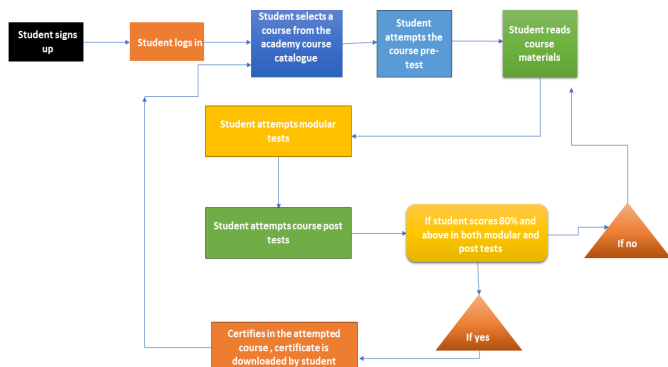 Student signs
up
Student logs in
Student selects a
course from the
academy course
catalogue
Student
attempts the
course pre-
test
Student reads
course
materials
Student attempts modular
tests
Student attempts course post
tests
If student scores 80% and
above in both modular and
post tests
If no
If yes
Certifies in the attempted
course , certificate is
downloaded by student